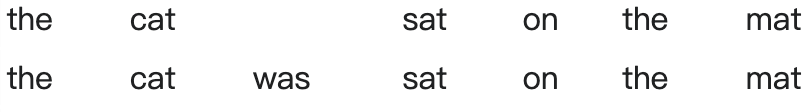 the cat sat on the mat
the cat was sat on the mat